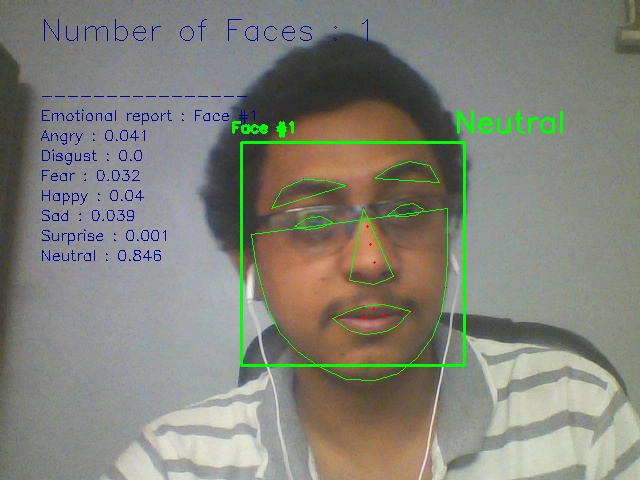 Number of Faces : 1
----------------
Emotional report : Face #1
Angry : 0.041
Disgust : 0.0
Fear : 0.032
Happy : 0.04
Sad : 0.039
Surprise : 0.001
Neutral : 0.846
Face #1
Neutral